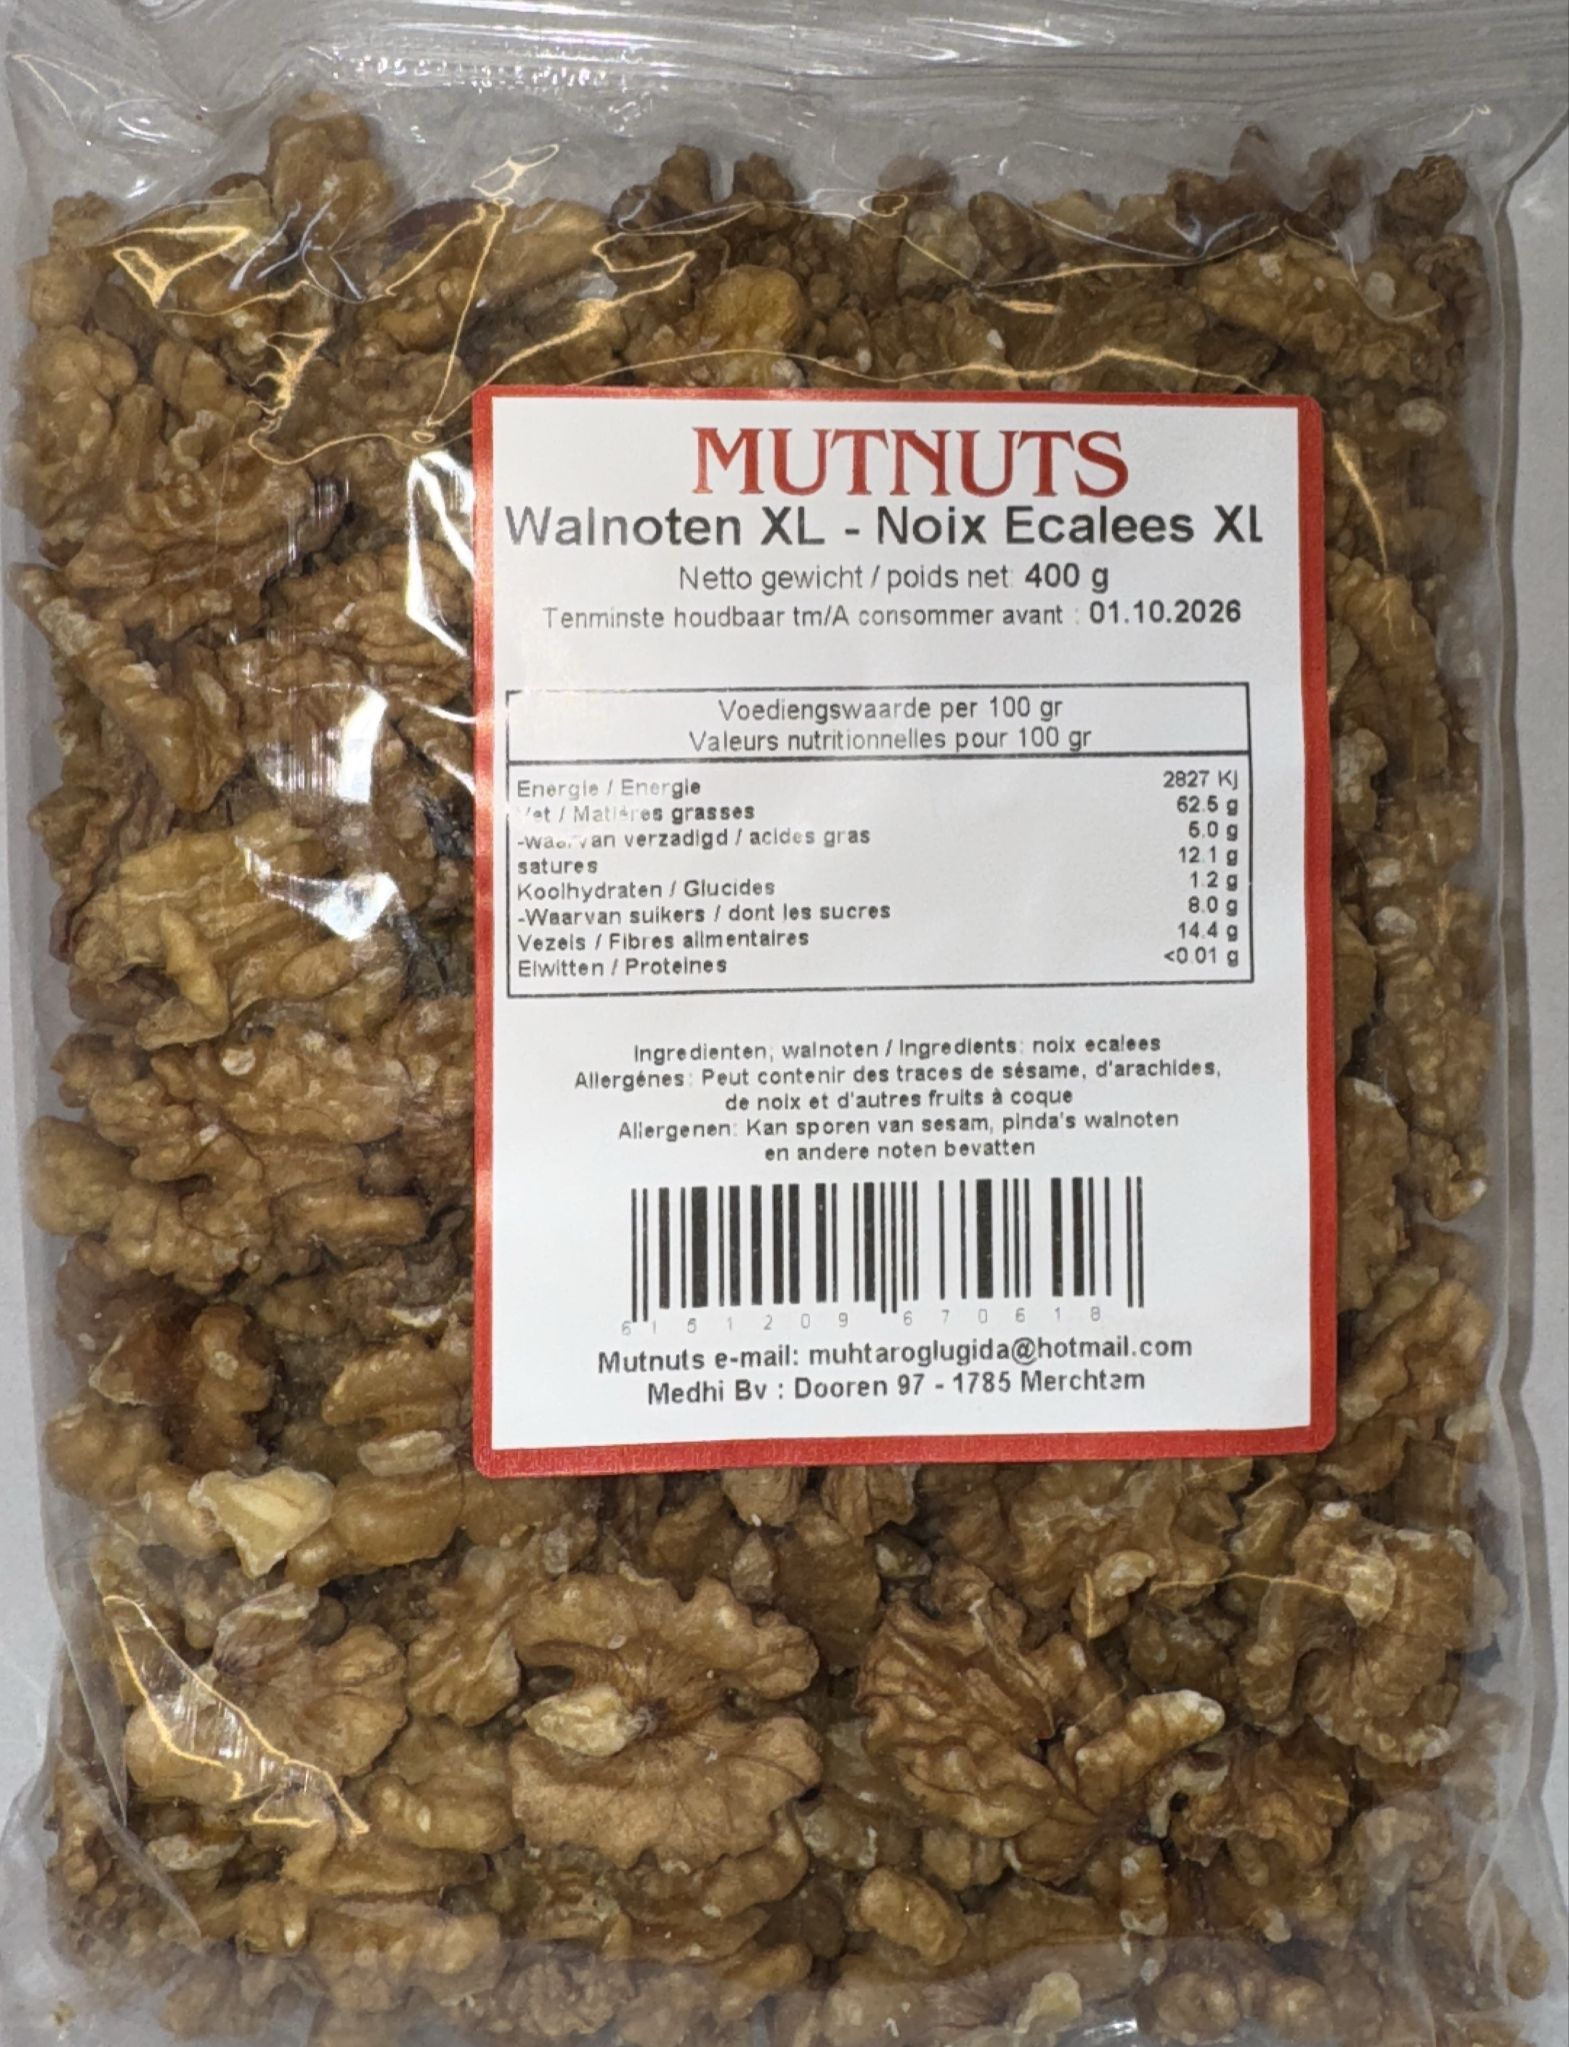 MUTNUTS
Walnoten XL - Noix Ecalees Xl
Netto gewicht / poids net: 400 g
Tenminste houdbaar tm/A consommer avant : 01.10.2026
Voediengswaarde per 100 gr
Valeurs nutritionnelles pour 100 gr
Energie / Energie 2827 Kj
Vet / Matières grasses 62.5 g
-waarvan verzadigd / acides gras 5.0 g
satures 12.1 g
Koolhydraten / Glucides 1.2 g
-Waarvan suikers / dont les sucres 8.0 g
Vezels / Fibres alimentaires 14.4 g
Eiwitten / Proteines <0.01 g
Ingredienten; walnoten / Ingredients: noix ecalees
Allergénes: Peut contenir des traces de sésame, d'arachides,
de noix et d'autres fruits à coque
Allergenen: Kan sporen van sesam, pinda's walnoten
en andere noten bevatten
6 151209 670618
Mutnuts e-mail: muhtaroglugida@hotmail.com
Medhi Bv : Dooren 97 - 1785 Merchtem